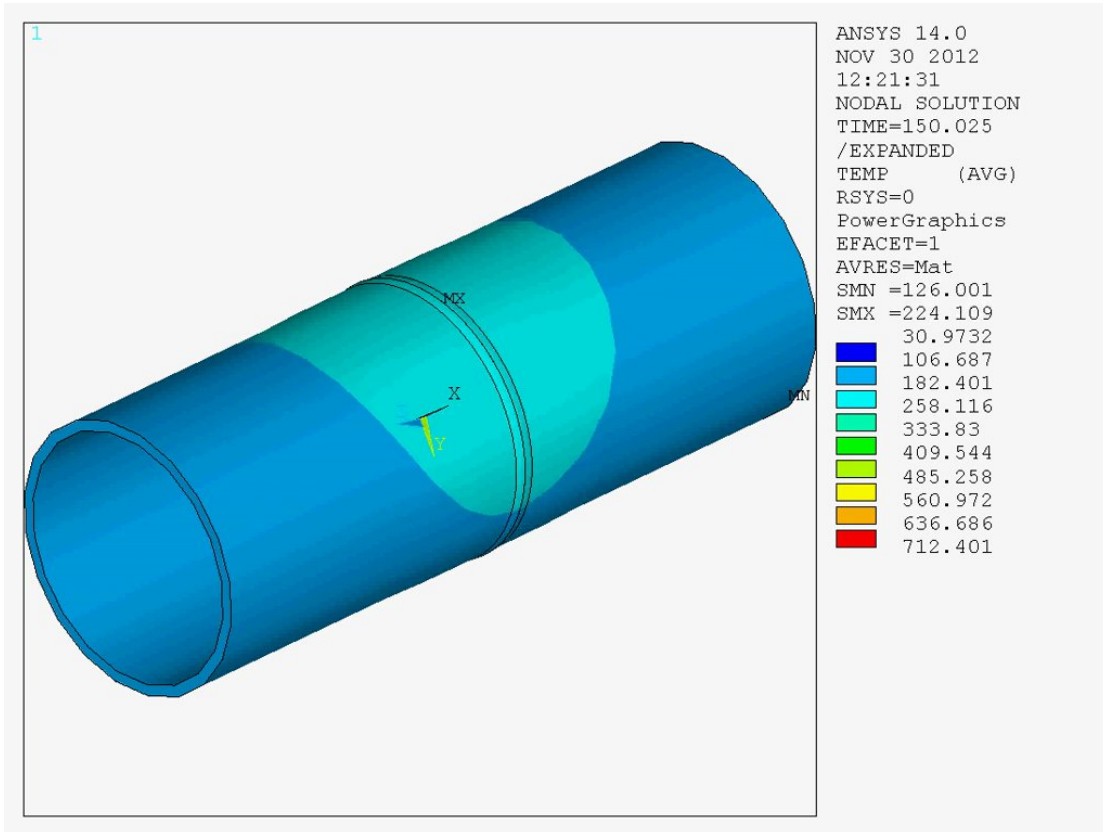 1
ANSYS 14.0
NOV 30 2012
12:21:31
NODAL SOLUTION
TIME=150.025
/EXPANDED
TEMP (AVG)
RSYS=0
PowerGraphics
EFACET=1
AVRES=Mat
SMN =126.001
SMX =224.109
30.9732
106.687
182.401
258.116
333.83
409.544
485.258
560.972
636.686
712.401
MX
X
Z
Y
MN